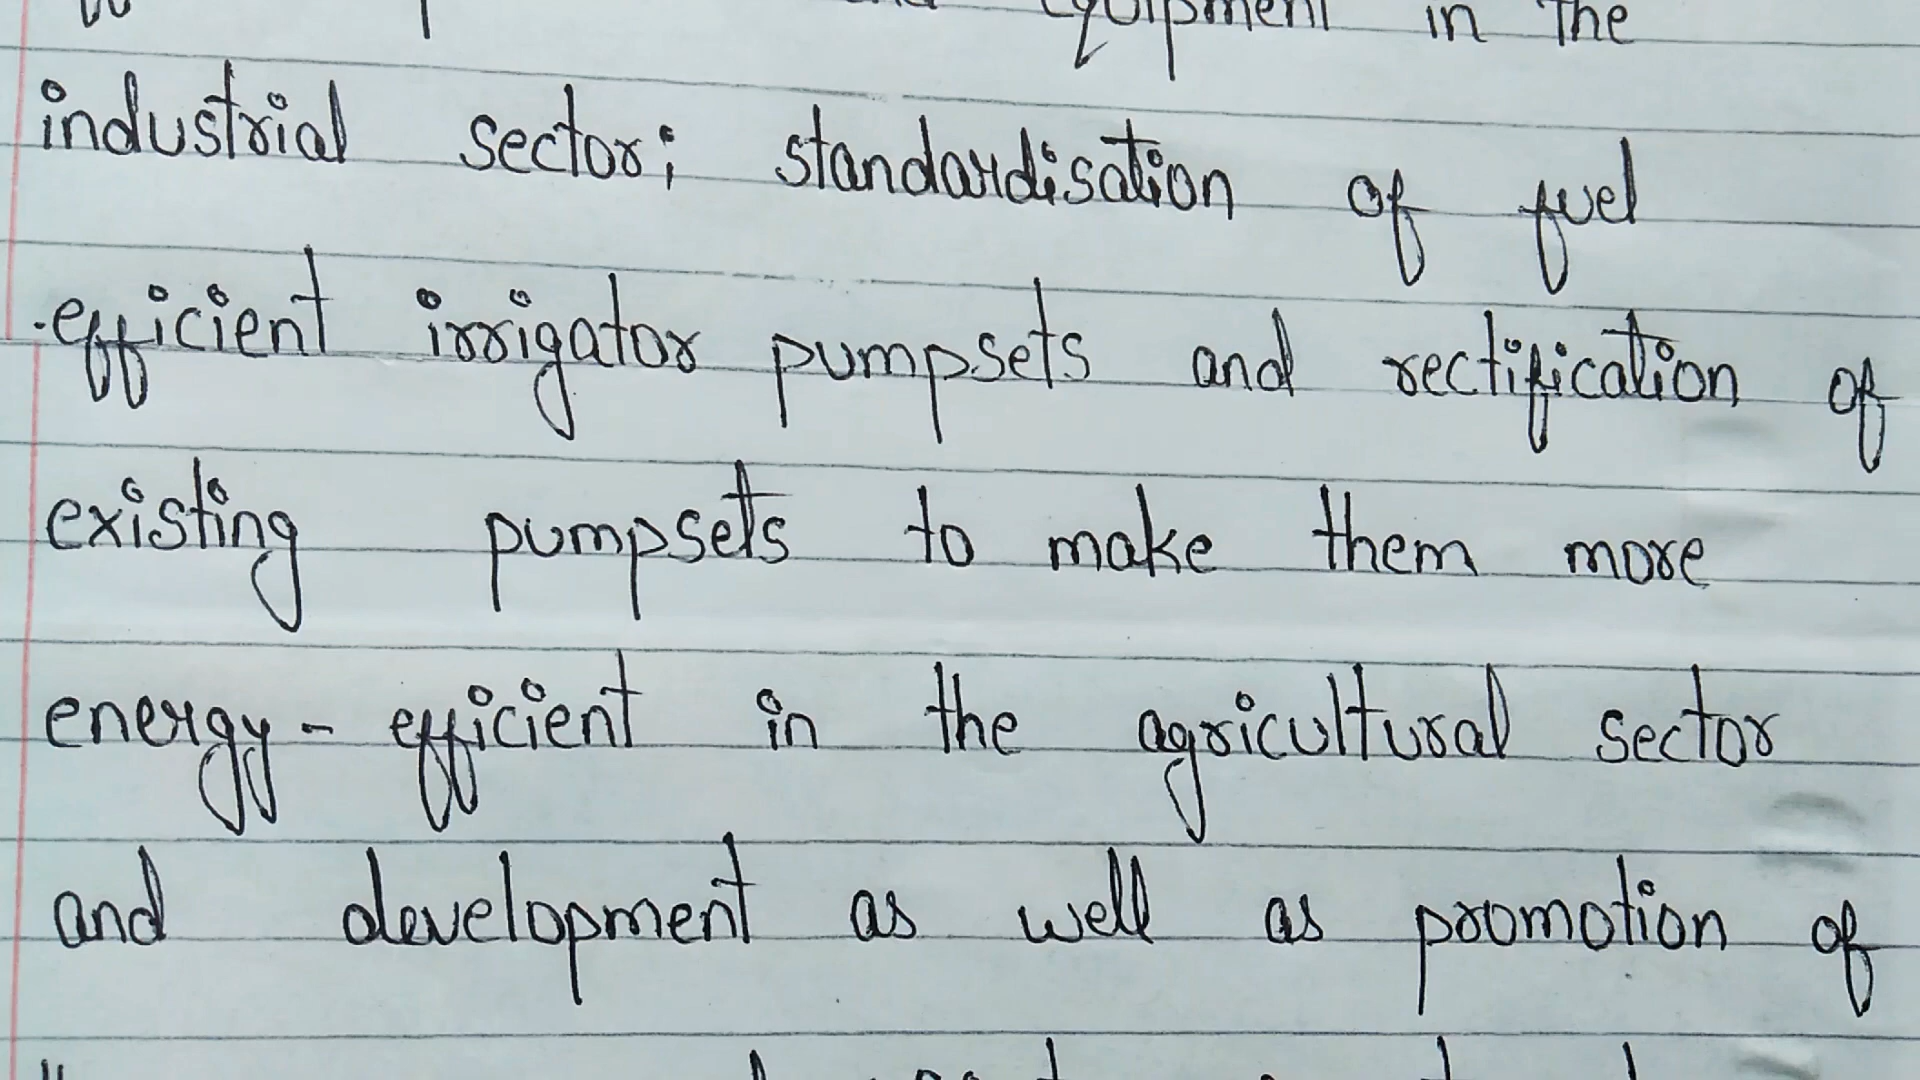 equipment in the
industrial sector; standardisation of fuel
-efficient irrigator pumpsets and rectification of
existing pumpsets to make them more
energy-efficient in the agricultural sector
and development as well as promotion of